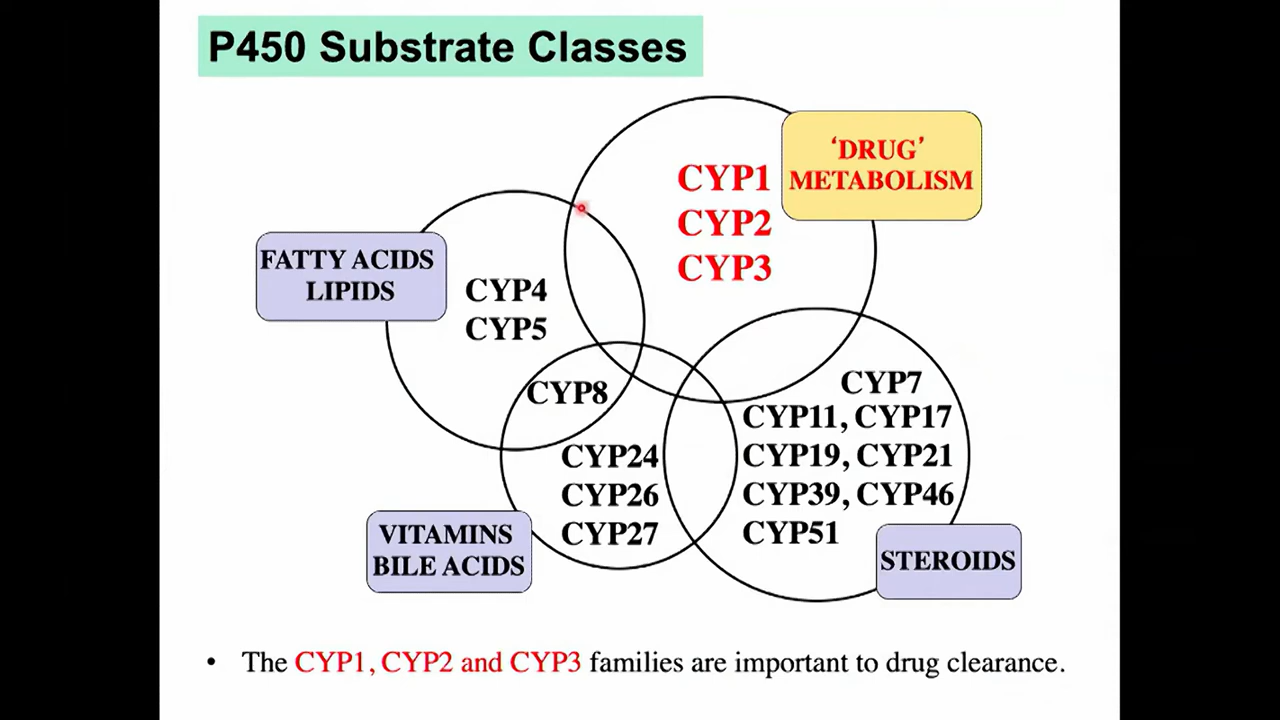 P450 Substrate Classes
‘DRUG’
METABOLISM
CYP1
CYP2
CYP3
FATTY ACIDS
LIPIDS
CYP4
CYP5
CYP8
CYP7
CYP11, CYP17
CYP19, CYP21
CYP39, CYP46
CYP51
CYP24
CYP26
CYP27
VITAMINS
BILE ACIDS
STEROIDS
• The CYP1, CYP2 and CYP3 families are important to drug clearance.